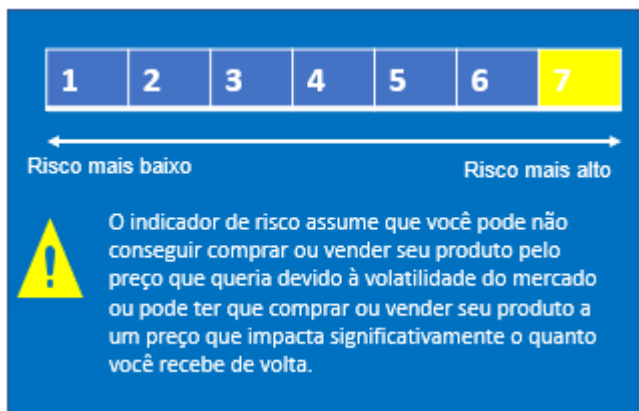 1 2 3 4 5 6 7
Risco mais baixo Risco mais alto
!
O indicador de risco assume que você pode não
conseguir comprar ou vender seu produto pelo
preço que queria devido à volatilidade do mercado
ou pode ter que comprar ou vender seu produto a
um preço que impacta significativamente o quanto
você recebe de volta.